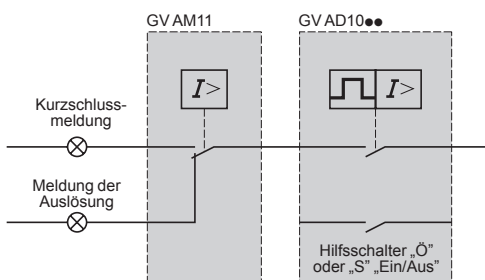 GV AM11
GV AD10●●
I>
I>
Kurzschluss-
meldung
Meldung der
Auslösung
Hilfsschalter „Ö“
oder „S“ „Ein/Aus“